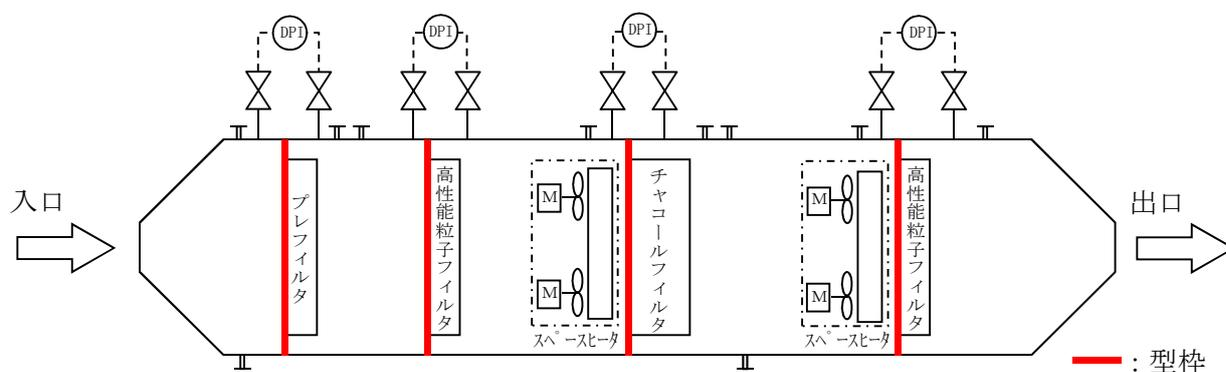 DPI
DPI
DPI
DPI
入口
プレフィルタ
高性能粒子フィルタ
M
M
スペースヒータ
チャコールフィルタ
M
M
スペースヒータ
高性能粒子フィルタ
出口
：型枠